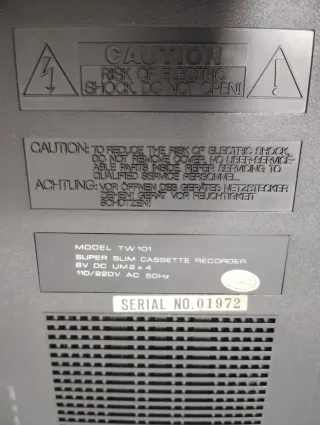 CAUTION
RISK OF ELECTRIC
SHOCK DO NOT OPEN!
CAUTION: TO REDUCE THE RISK OF ELECTRIC SHOCK,
DO NOT REMOVE COVER. NO USER-SERVICE-
ABLE PARTS INSIDE. REFER SERVICING TO
QUALIFIED SERVICE PERSONNEL.
ACHTUNG: VOR ÖFFNEN DES GERÄTES NETZSTECKER
ZIEHEN! GERÄT VOR FEUCHTIGKEIT
SCHÜTZEN!
MODEL TW101
SUPER SLIM CASSETTE RECORDER
6V DC UM2 x 4
110/220V AC 50Hz
SERIAL NO. 01972